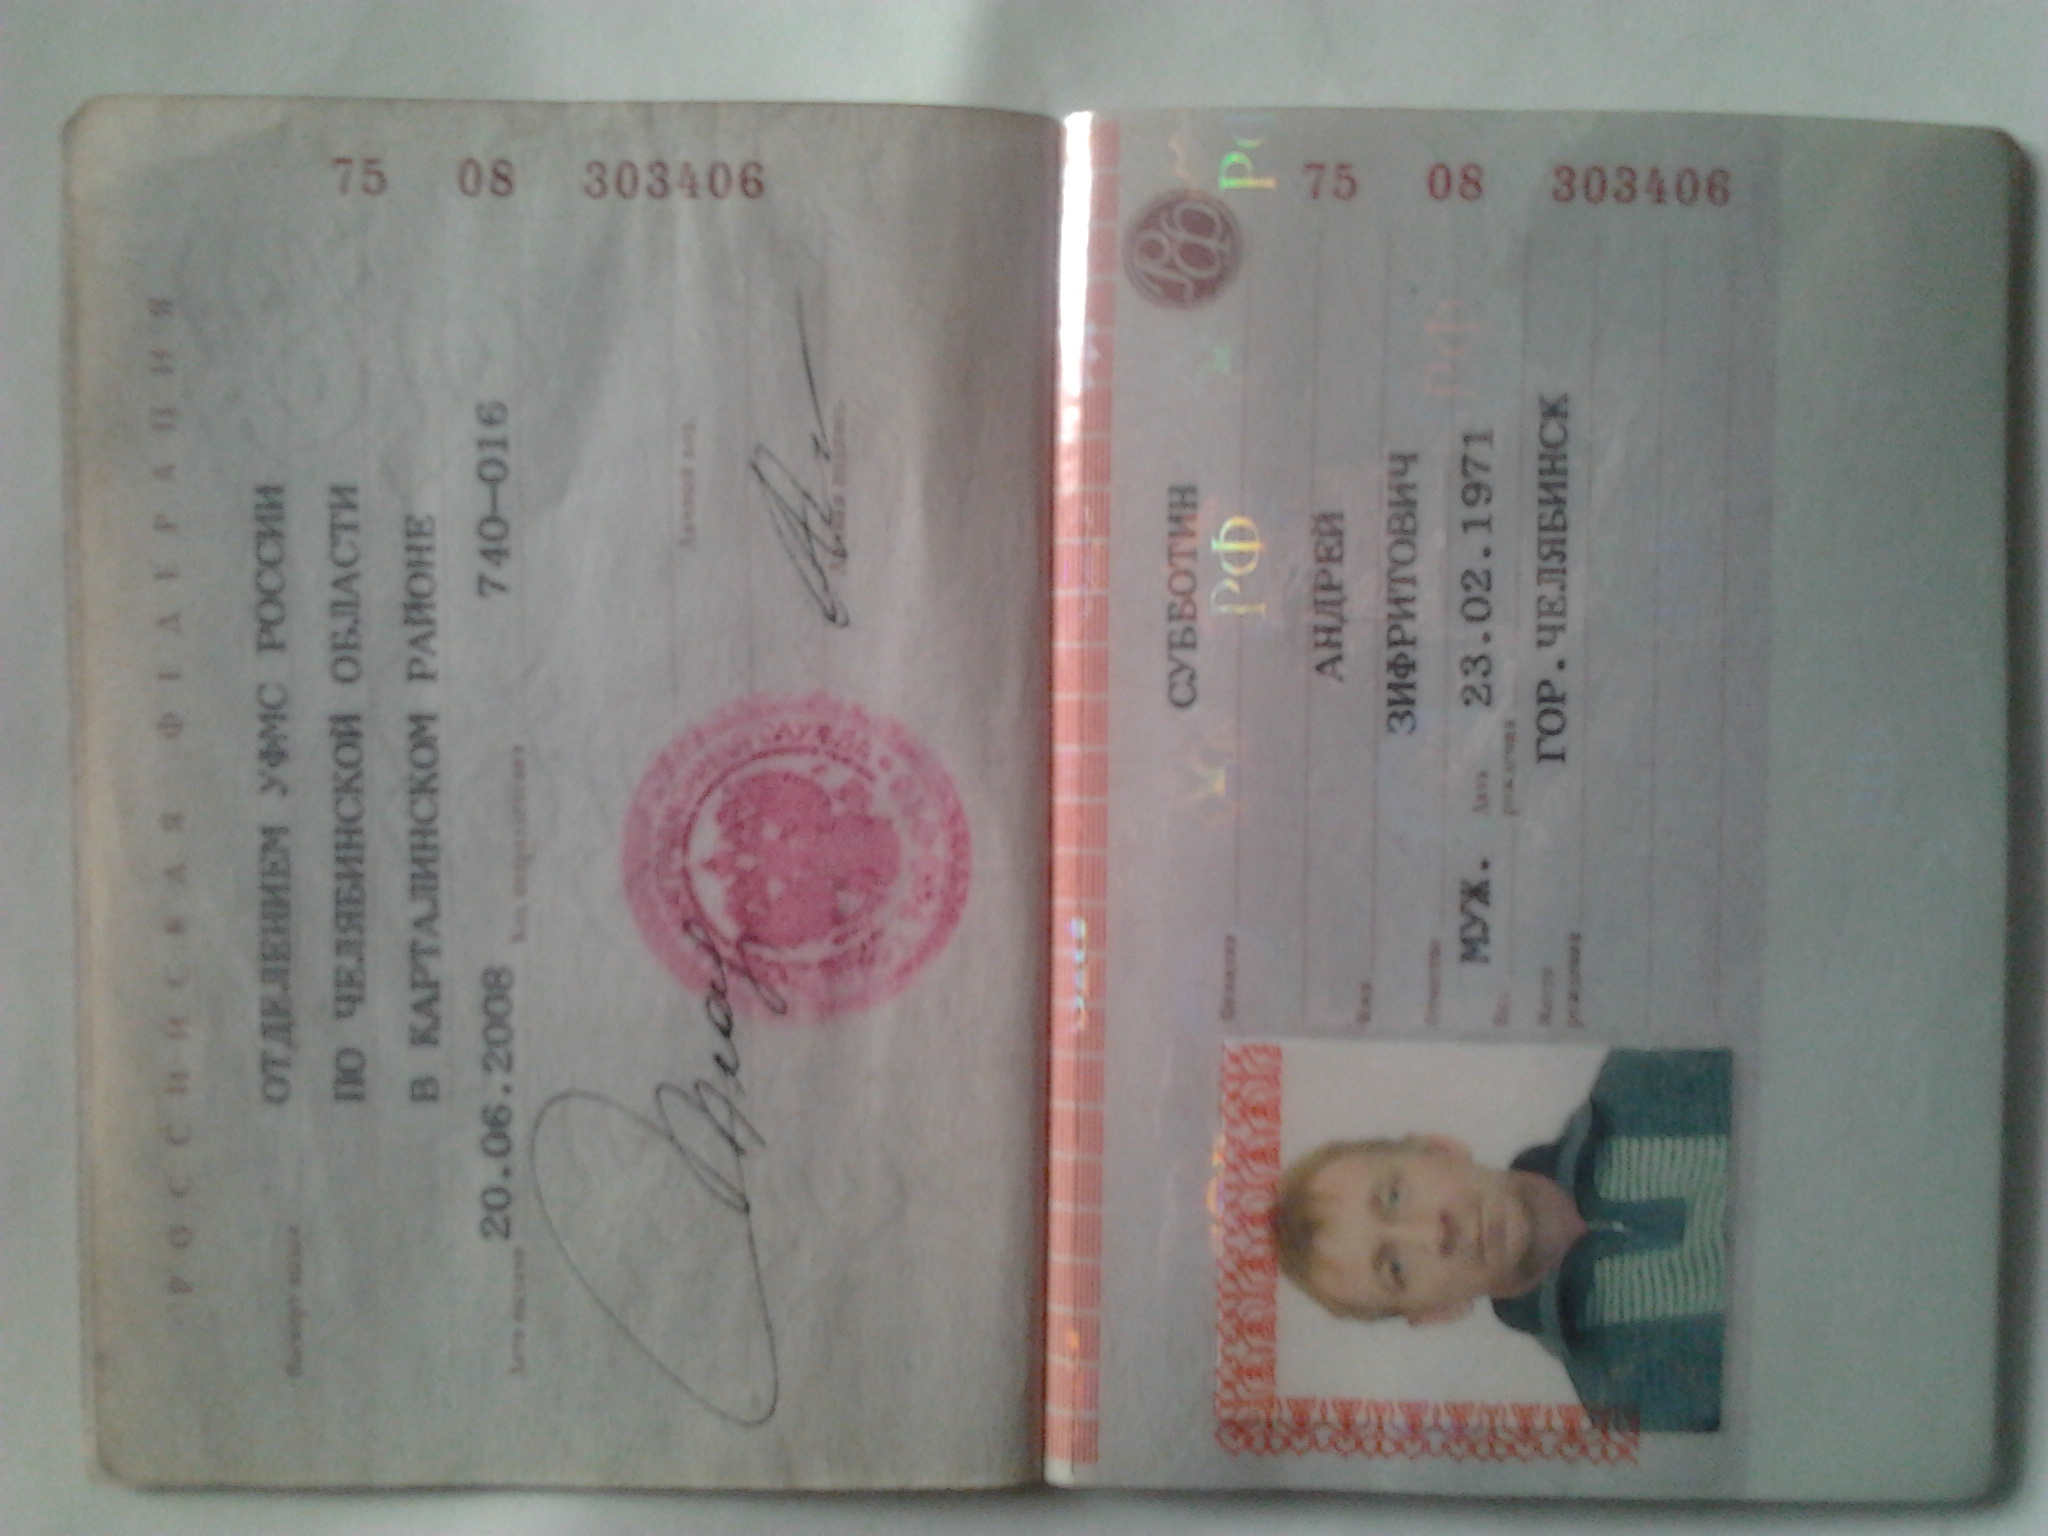 РОССИЙСКАЯ ФЕДЕРАЦИЯ
75 08 303406
Паспорт выдан
ОТДЕЛЕНИЕМ УФМС РОССИИ
ПО ЧЕЛЯБИНСКОЙ ОБЛАСТИ
В КАРТАЛИНСКОМ РАЙОНЕ
20.06.2008 740-016
Дата выдачи Код подразделения
Личный код
Личная подпись
75 08 303406
СУББОТИН
Фамилия
АНДРЕЙ
Имя
ЗИФРИТОВИЧ
Отчество
МУЖ. 23.02.1971
Пол Дата рождения
ГОР.ЧЕЛЯБИНСК
Место рождения
РФ
РФ